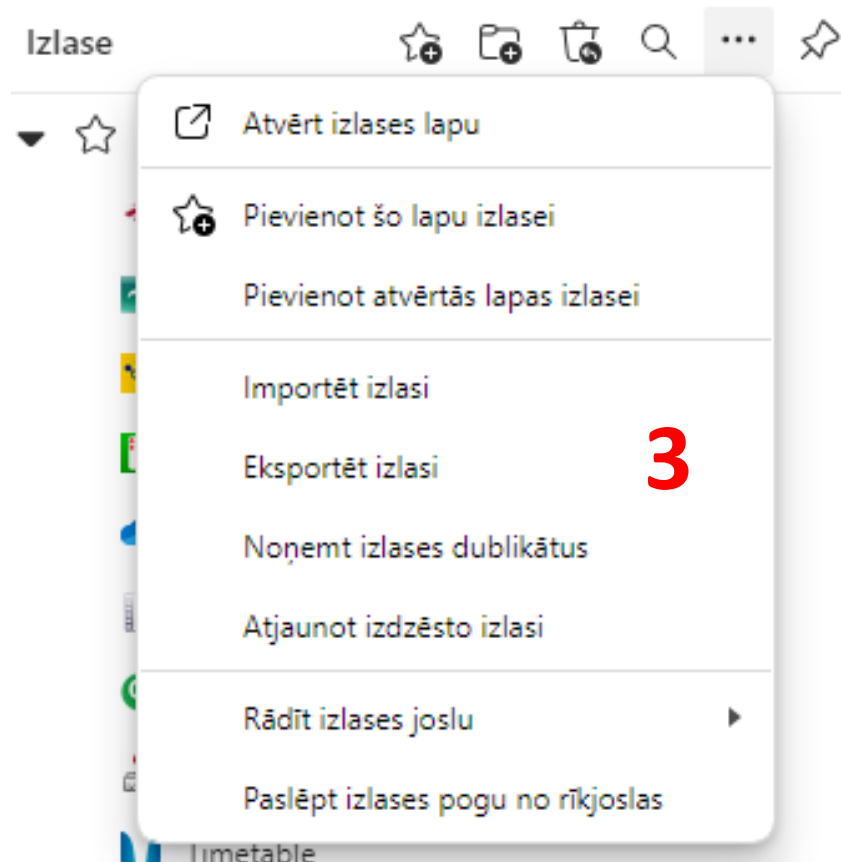 Izlase
Atvērt izlases lapu
Pievienot šo lapu izlasei
Pievienot atvērtās lapas izlasei
Importēt izlasi
Eksportēt izlasi
3
Noņemt izlases dublikātus
Atjaunot izdzēsto izlasi
Rādīt izlases joslu
Paslēpt izlases pogu no rīkjoslas
Timetable